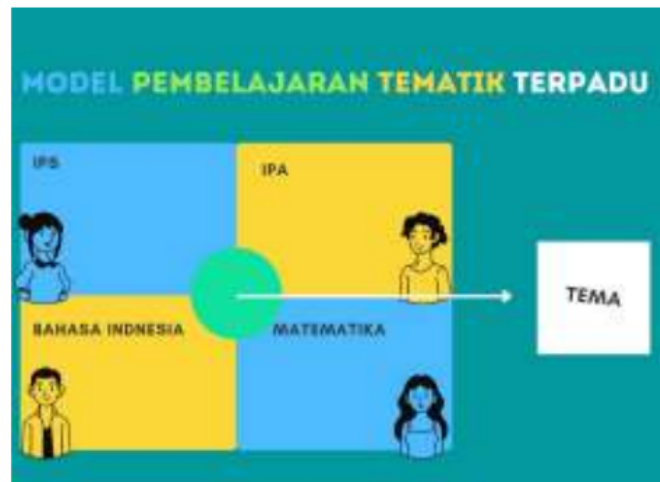 MODEL PEMBELAJARAN TEMATIK TERPADU
IPS
IPA
TEMA
BAHASA INDNESIA
MATEMATIKA